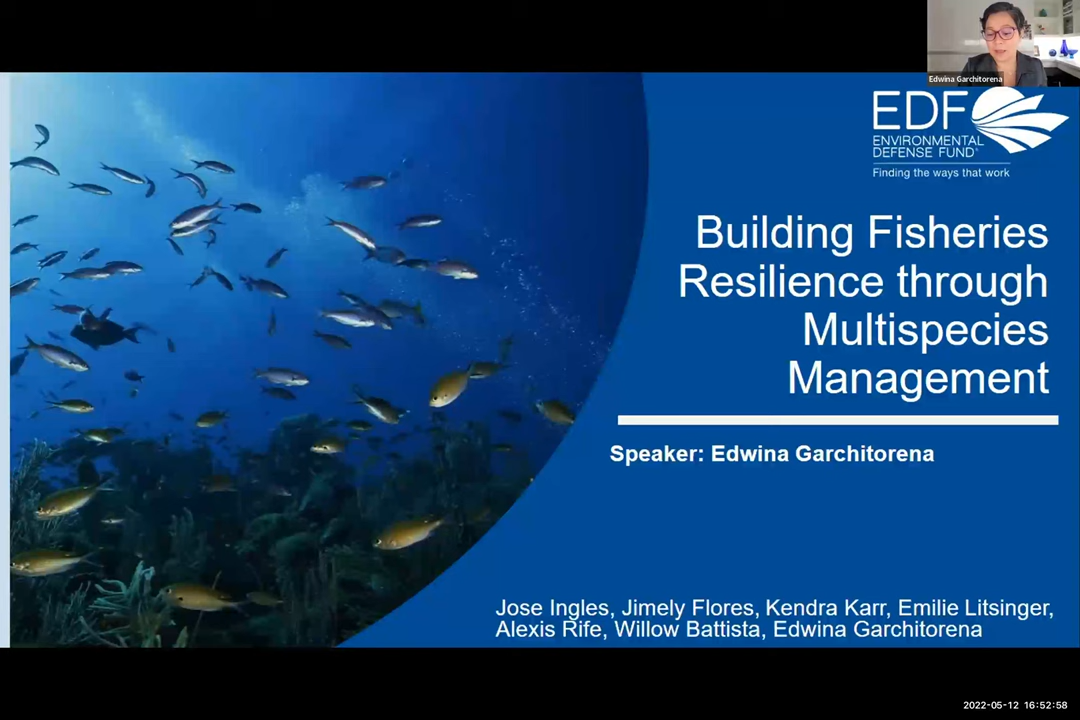 Edwina Garchitorena
EDF
ENVIRONMENTAL
DEFENSE FUND
Finding the ways that work
Building Fisheries
Resilience through
Multispecies
Management
Speaker: Edwina Garchitorena
Jose Ingles, Jimely Flores, Kendra Karr, Emilie Litsinger,
Alexis Rife, Willow Battista, Edwina Garchitorena
2022-05-12 16:52:58